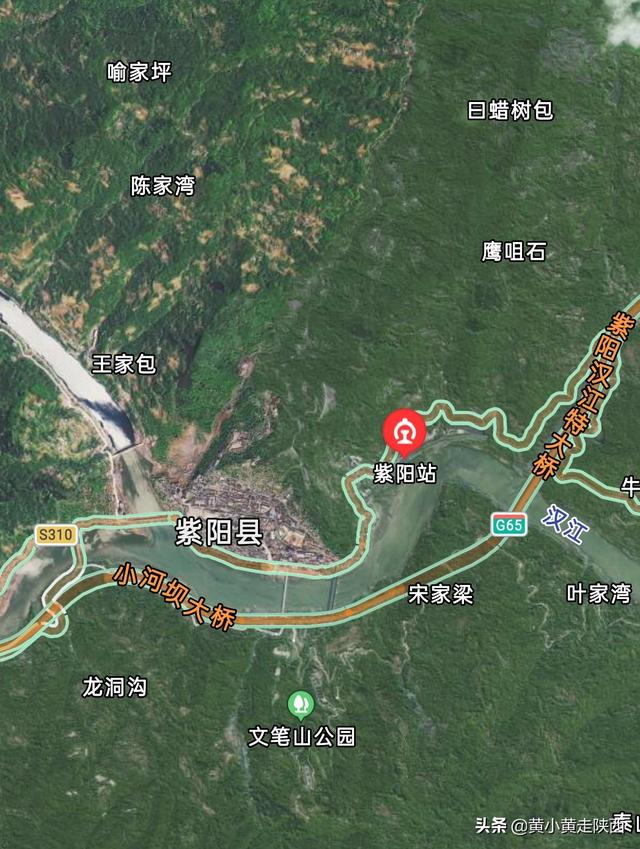 喻家坪
曰蜡树包
陈家湾
鹰咀石
紫阳汉江特大桥
王家包
紫阳站
牛
S310
紫阳县
G65
汉江
小河坝大桥
宋家梁
叶家湾
龙洞沟
文笔山公园
泰山
头条 @黄小黄走陕西